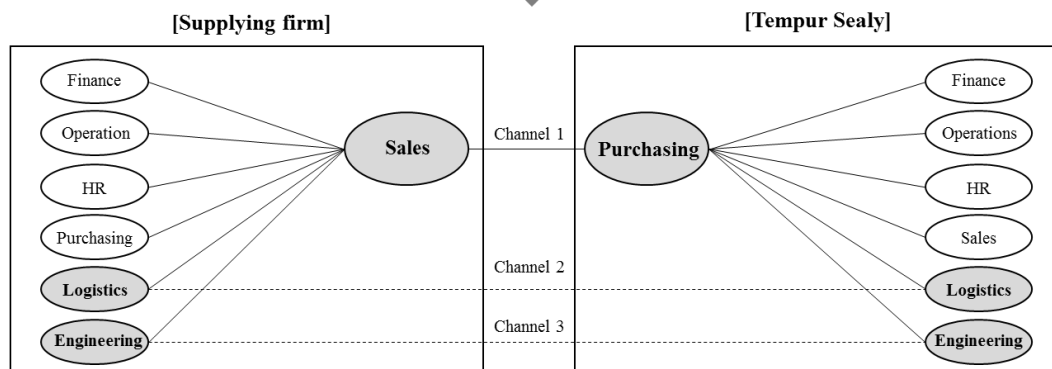 [Supplying firm]
[Tempur Sealy]
Finance
Operation
HR
Purchasing
Logistics
Engineering
Sales
Channel 1
Channel 2
Channel 3
Purchasing
Finance
Operations
HR
Sales
Logistics
Engineering